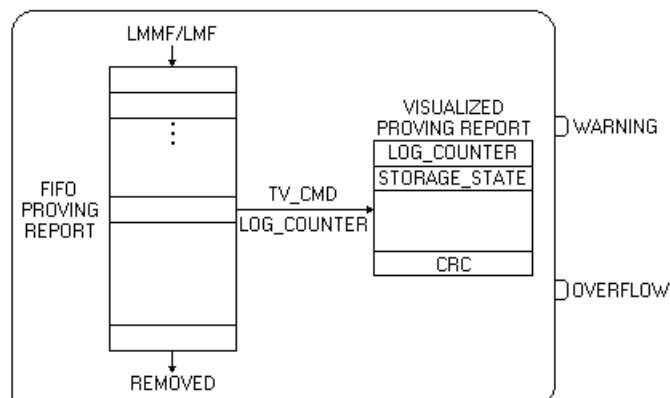 LMMF/LMF
VISUALIZED
PROVING REPORT
LOG_COUNTER
STORAGE_STATE
CRC
WARNING
FIFO
PROVING
REPORT
TV_CMD
LOG_COUNTER
OVERFLOW
REMOVED